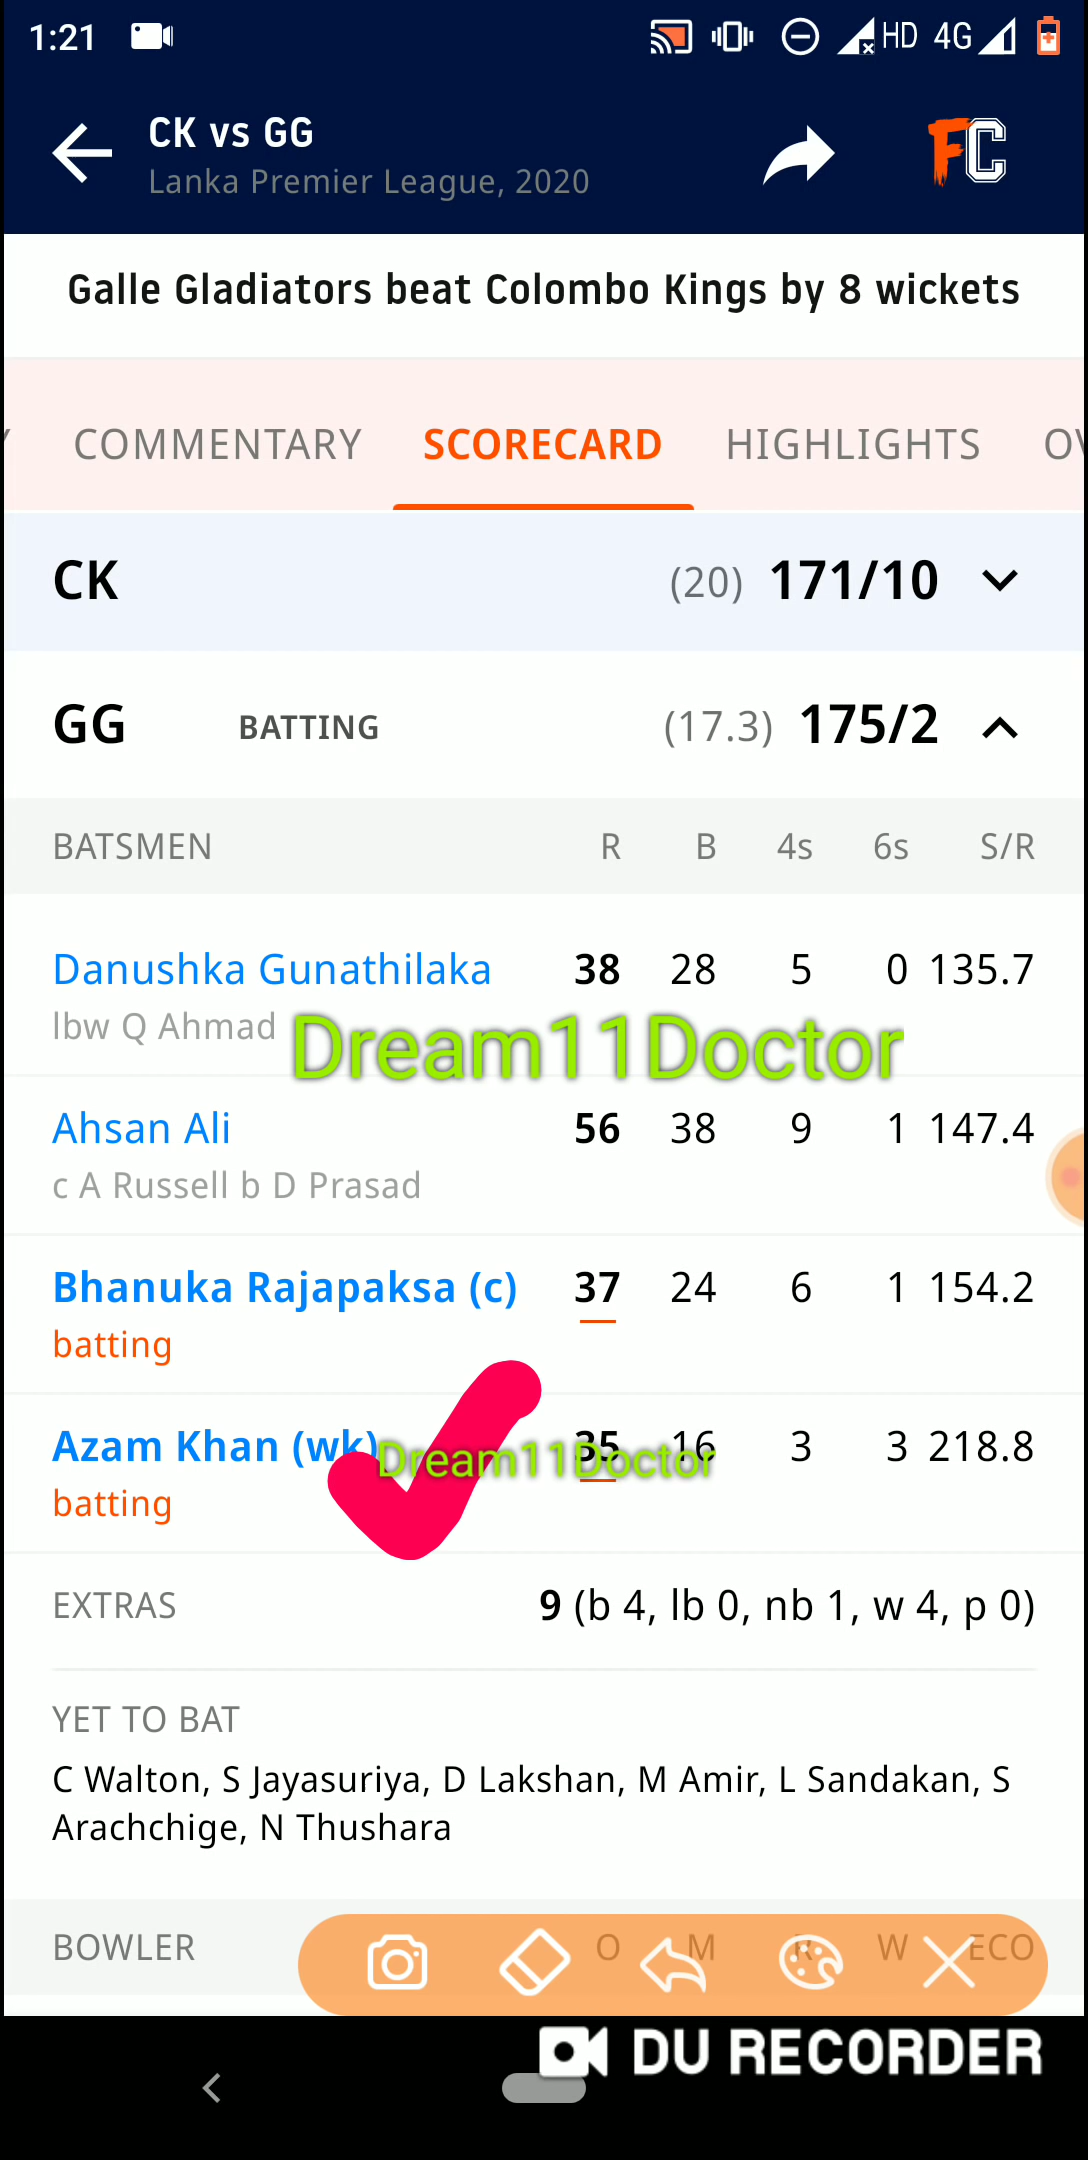 1:21 HD 4G
CK vs GG
Lanka Premier League, 2020
FC
Galle Gladiators beat Colombo Kings by 8 wickets
COMMENTARY SCORECARD HIGHLIGHTS
CK (20) 171/10
GG BATTING (17.3) 175/2
BATSMEN R B 4s 6s S/R
Danushka Gunathilaka 38 28 5 0 135.7
lbw Q Ahmad
Dream11Doctor
Ahsan Ali 56 38 9 1 147.4
c A Russell b D Prasad
Bhanuka Rajapaksa (c) 37 24 6 1 154.2
batting
Azam Khan (wk) 35 16 3 3 218.8
Dream11Doctor
batting
EXTRAS 9 (b 4, lb 0, nb 1, w 4, p 0)
YET TO BAT
C Walton, S Jayasuriya, D Lakshan, M Amir, L Sandakan, S
Arachchige, N Thushara
BOWLER O M R W ECO
DU RECORDER